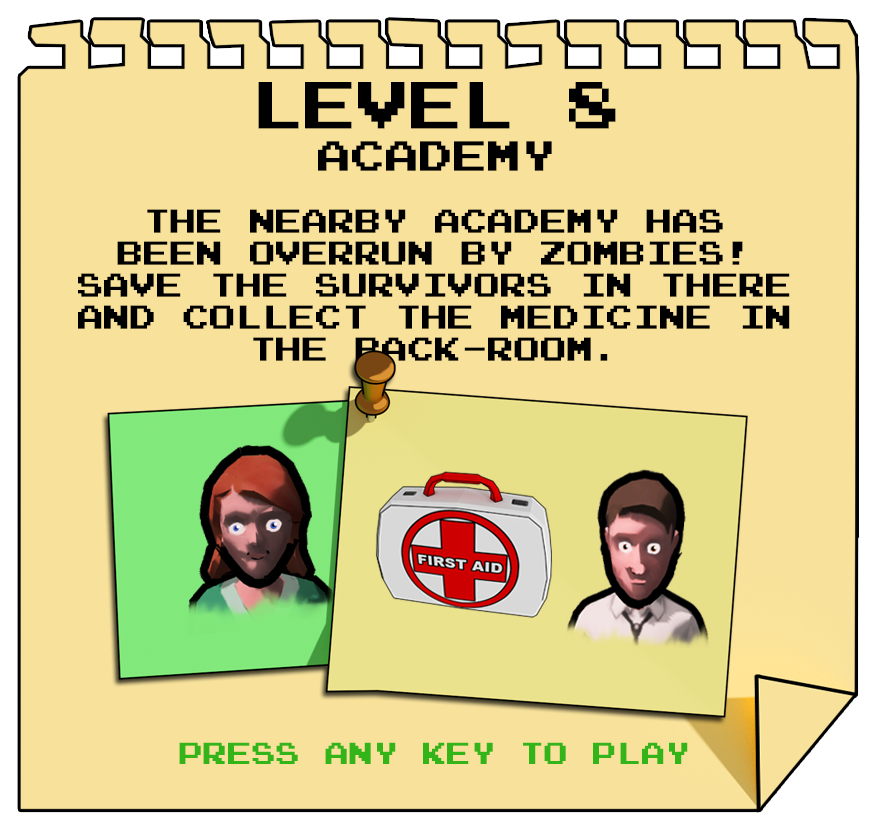 LEVEL 8
ACADEMY
THE NEARBY ACADEMY HAS
BEEN OVERRUN BY ZOMBIES!
SAVE THE SURVIVORS IN THERE
AND COLLECT THE MEDICINE IN
THE BACK-ROOM.
FIRST AID
PRESS ANY KEY TO PLAY